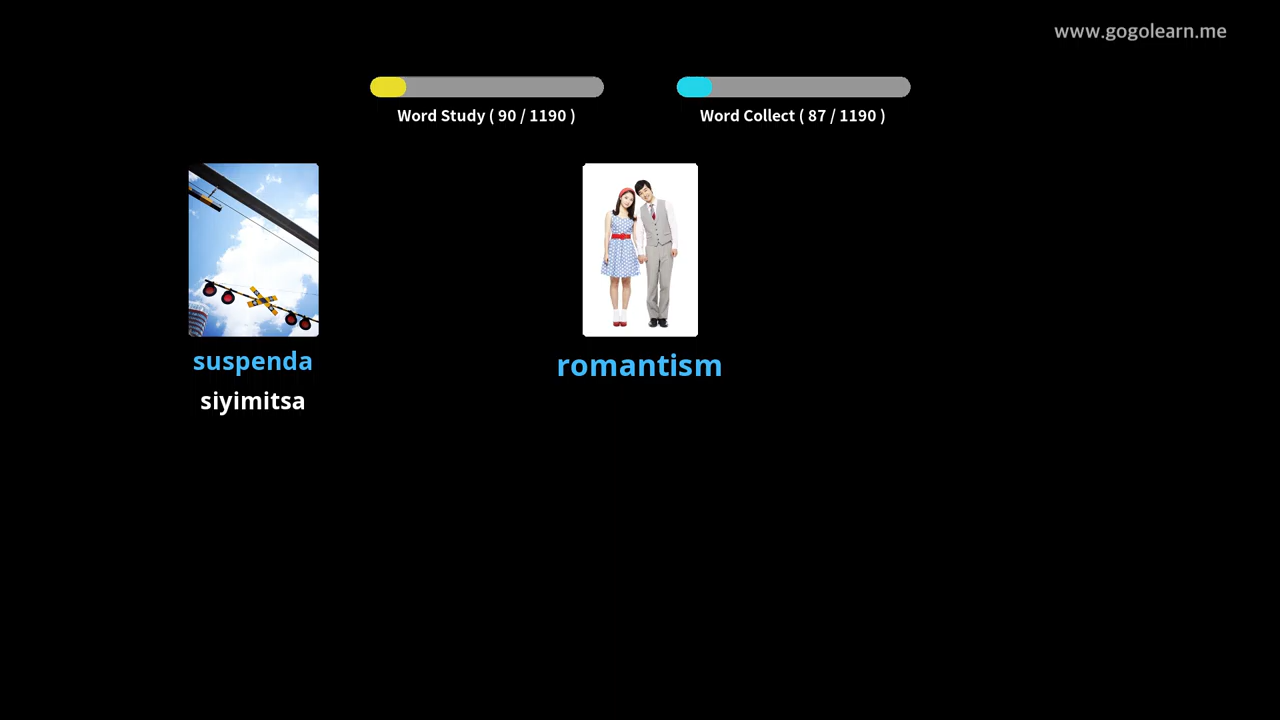 www.gogolearn.me
Word Study ( 90 / 1190 )
Word Collect ( 87 / 1190 )
suspenda
siyimitsa
romantism